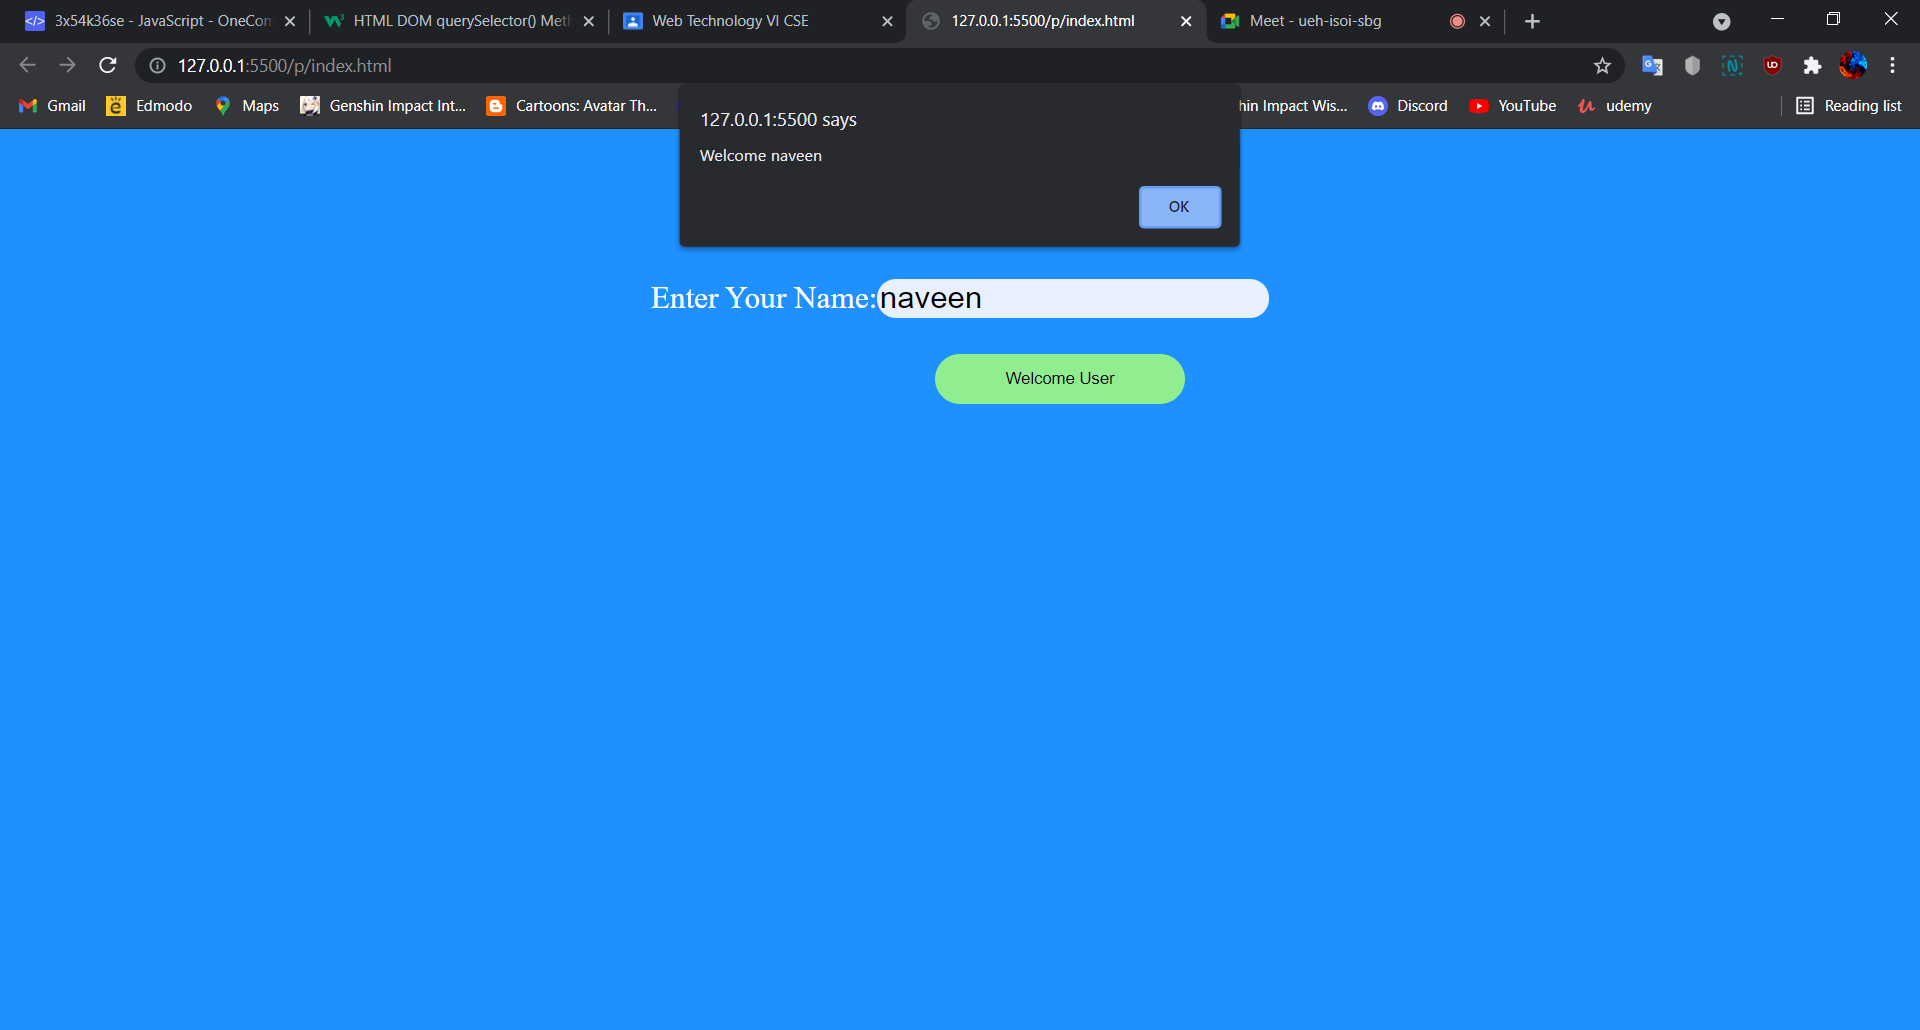 3x54k36se - JavaScript - OneCom
HTML DOM querySelector() Meth
Web Technology VI CSE
127.0.0.1:5500/p/index.html
Meet - ueh-isoi-sbg
127.0.0.1:5500/p/index.html
Gmail
Edmodo
Maps
Genshin Impact Int...
Cartoons: Avatar Th...
hin Impact Wis...
Discord
YouTube
udemy
Reading list
127.0.0.1:5500 says
Welcome naveen
OK
Enter Your Name:naveen
Welcome User